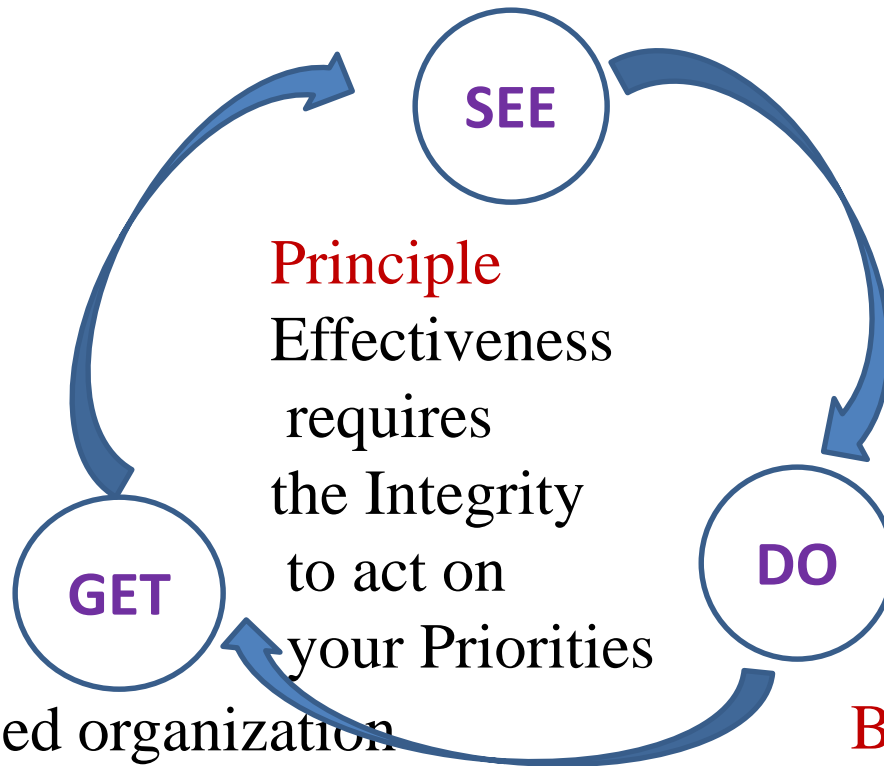 SEE
Principle
Effectiveness
requires
the Integrity
to act on
your Priorities
DO
GET
ed organization
B